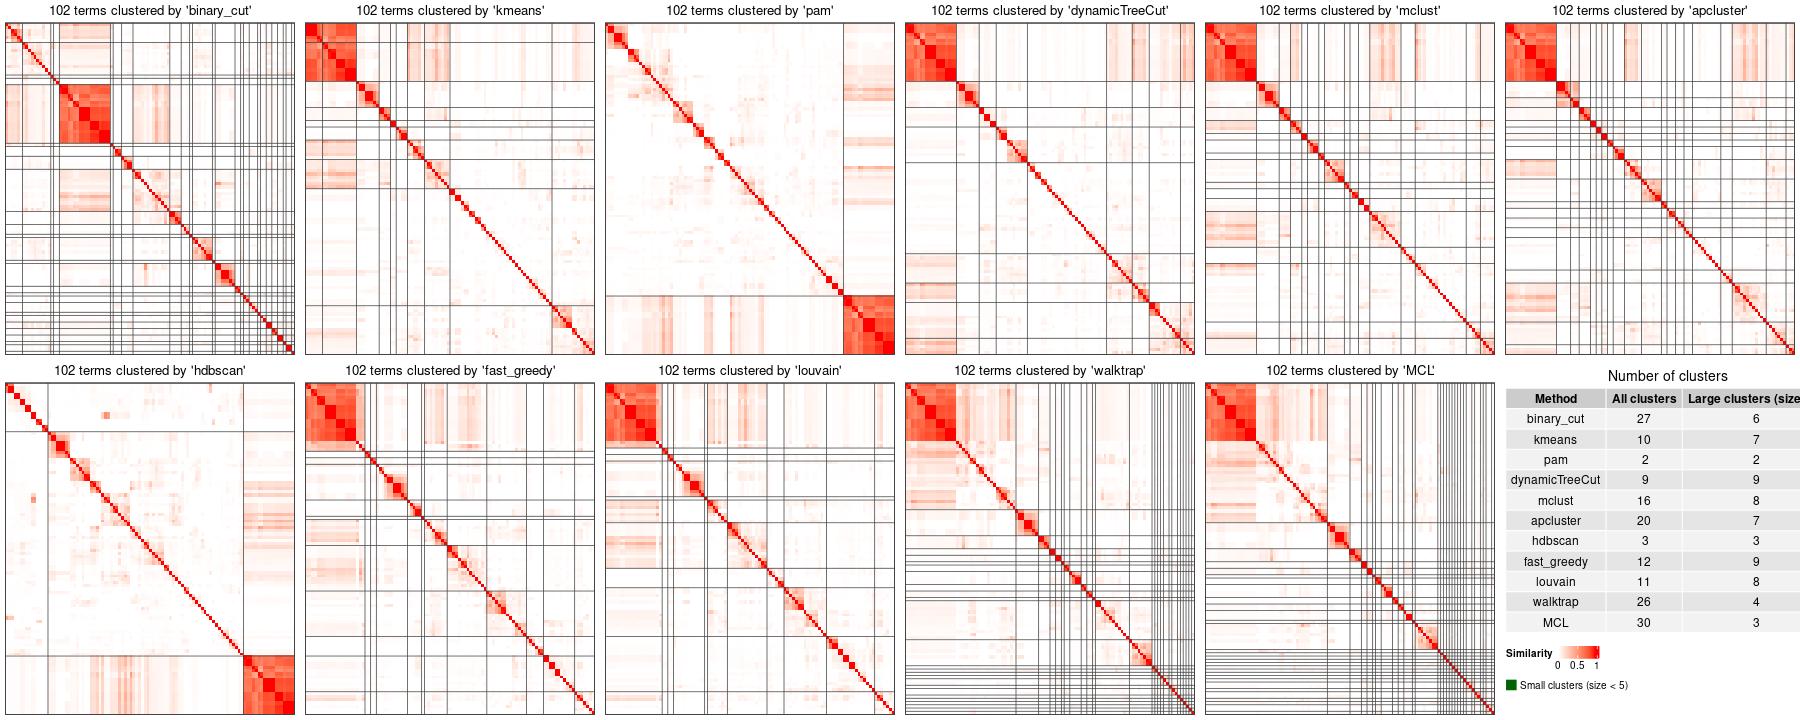 102 terms clustered by 'binary_cut'
102 terms clustered by 'kmeans'
102 terms clustered by 'pam'
102 terms clustered by 'dynamicTreeCut'
102 terms clustered by 'mclust'
102 terms clustered by 'apcluster'
102 terms clustered by 'hdbscan'
102 terms clustered by 'fast_greedy'
102 terms clustered by 'louvain'
102 terms clustered by 'walktrap'
102 terms clustered by 'MCL'
Number of clusters
Method All clusters Large clusters (size
binary_cut 27 6
kmeans 10 7
pam 2 2
dynamicTreeCut 9 9
mclust 16 8
apcluster 20 7
hdbscan 3 3
fast_greedy 12 9
louvain 11 8
walktrap 26 4
MCL 30 3
Similarity
0 0.5 1
Small clusters (size < 5)